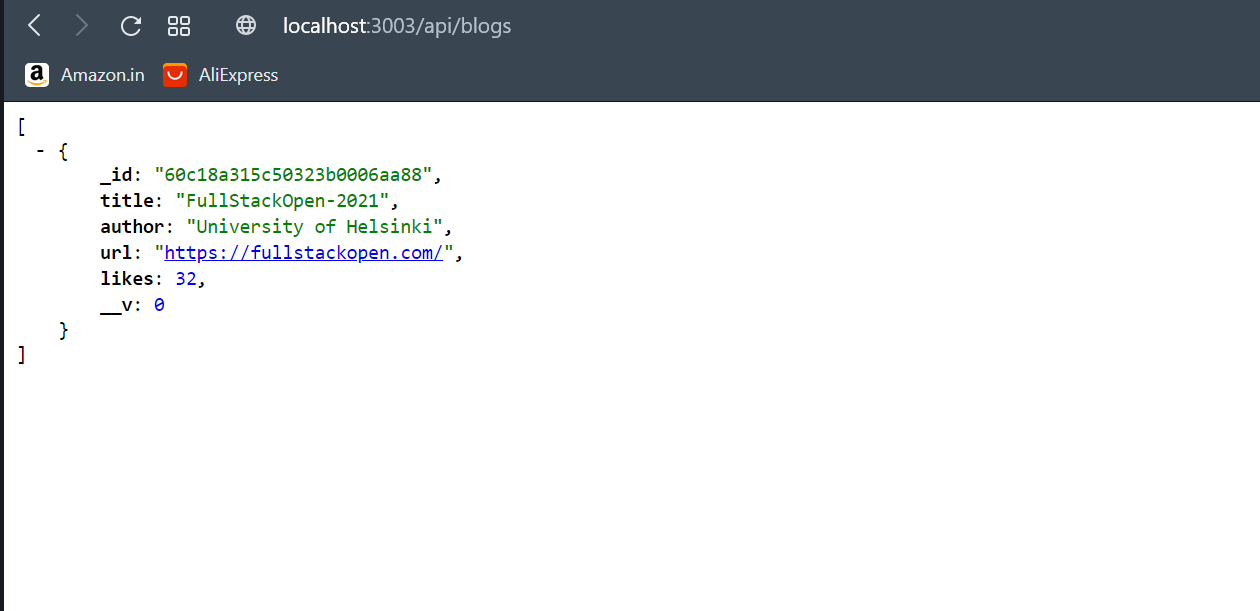 localhost:3003/api/blogs
a Amazon.in AliExpress
[
- {
_id: "60c18a315c50323b0006aa88",
title: "FullStackOpen-2021",
author: "University of Helsinki",
url: "https://fullstackopen.com/",
likes: 32,
__v: 0
}
]